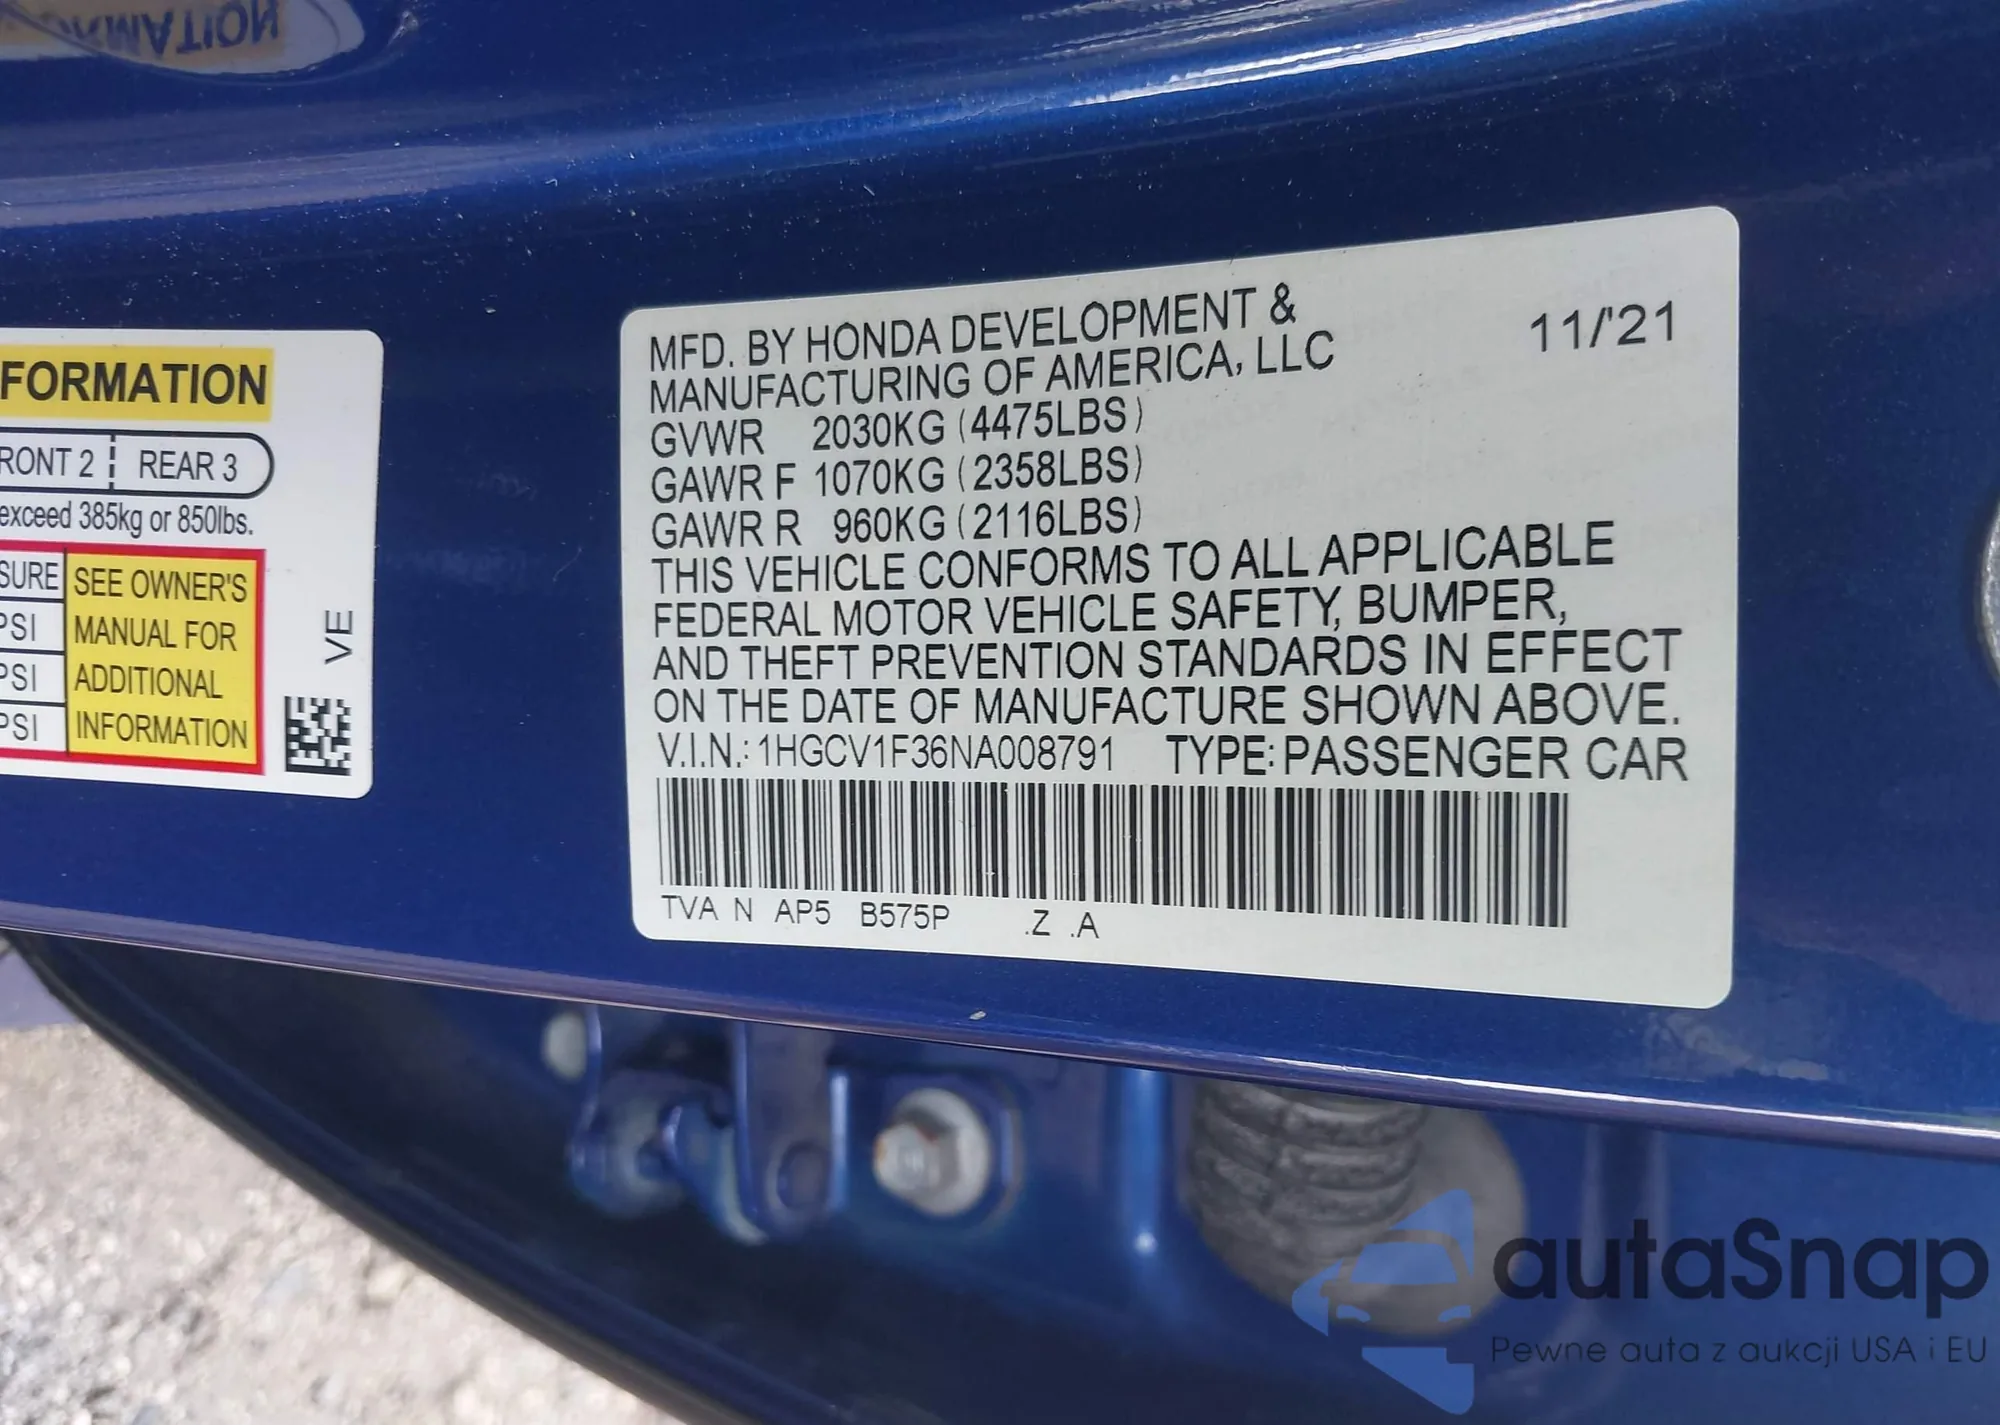 FORMATION
RONT 2 REAR 3
exceed 385kg or 850lbs.
SURE
PSI
PSI
PSI
SEE OWNER'S
MANUAL FOR
ADDITIONAL
INFORMATION
VE
MFD. BY HONDA DEVELOPMENT &
MANUFACTURING OF AMERICA, LLC
11/'21
GVWR 2030KG (4475LBS)
GAWR F 1070KG (2358LBS)
GAWR R 960KG (2116LBS)
THIS VEHICLE CONFORMS TO ALL APPLICABLE
FEDERAL MOTOR VEHICLE SAFETY, BUMPER,
AND THEFT PREVENTION STANDARDS IN EFFECT
ON THE DATE OF MANUFACTURE SHOWN ABOVE.
V.I.N.: 1HGCV1F36NA008791 TYPE: PASSENGER CAR
TVA N AP5 B575P .Z .A
autaSnap
Pewne auta z aukcji USA i EU